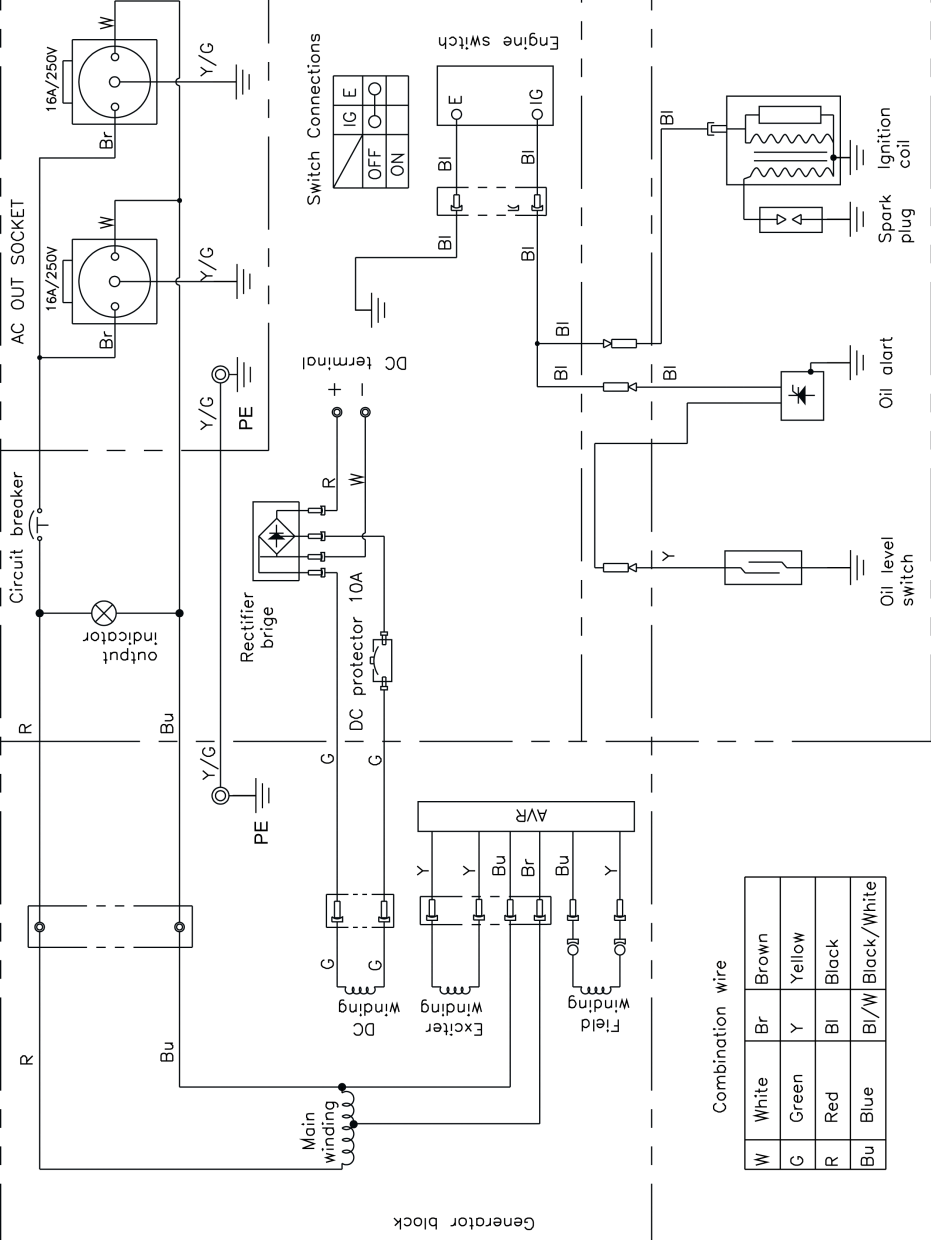 AC OUT SOCKET
16A/250V
16A/250V
W
W
Br
Br
Y/G
Y/G
Y/G
PE
Y/G
PE
Circuit breaker
output
indicator
R
Bu
R
Bu
Switch Connections
IG E
OFF
ON
Engine switch
E
IG
Bl
Bl
Bl
Bl
Bl
Bl
Bl
Bl
DC terminal
+
−
R
W
Rectifier
brige
DC protector 10A
G
G
G
G
DC
winding
Exciter
winding
Field
winding
Main
winding
AVR
Y
Y
Bu
Br
Bu
Y
Ignition
coil
Spark
plug
Oil alart
Oil level
switch
Y
Generator block
Combination wire
W White Br Brown
G Green Y Yellow
R Red Bl Black
Bu Blue Bl/W Black/White